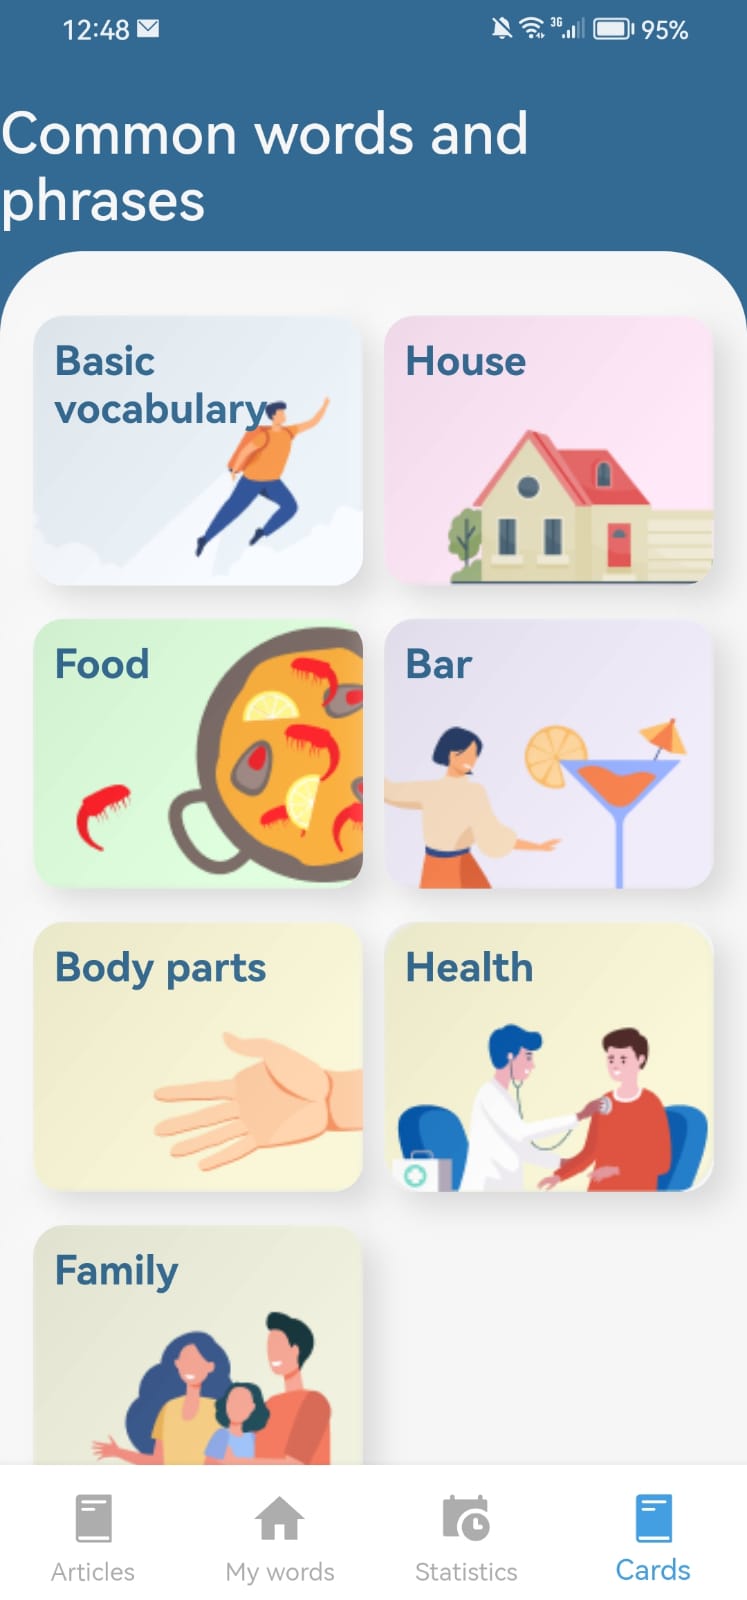 12:48
3G
95%
Common words and
phrases
Basic
vocabulary
House
Food
Bar
Body parts
Health
Family
Articles
My words
Statistics
Cards